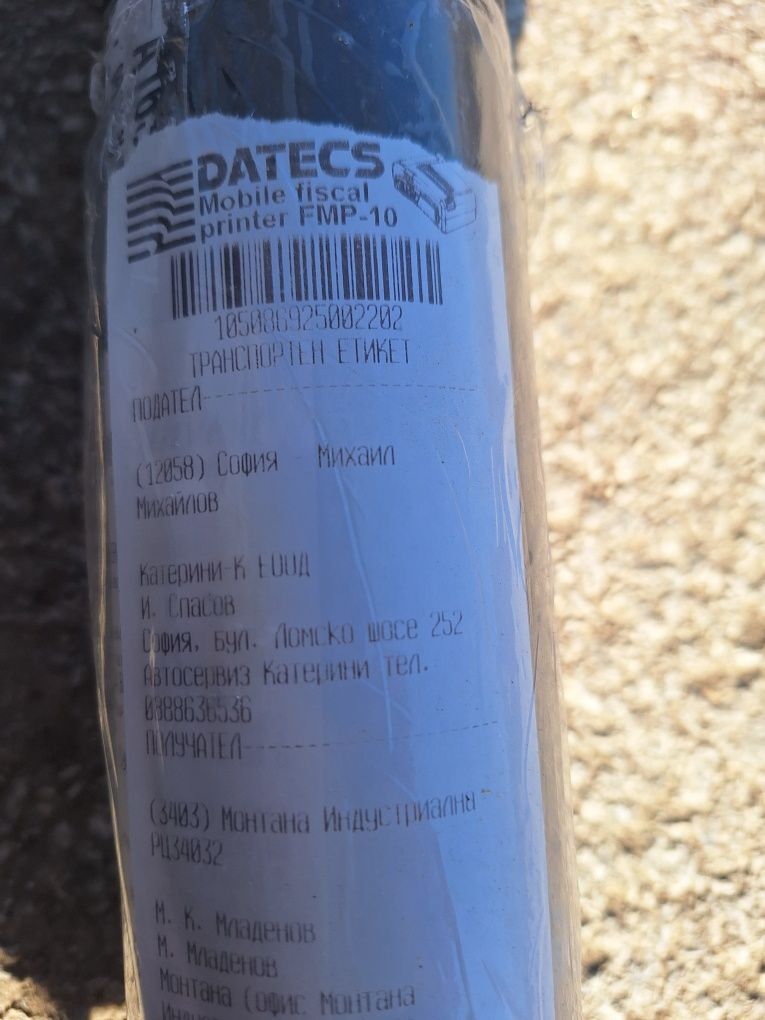 DATECS
Mobile fiscal
printer FMP-10
105086925002202
ТРАНСПОРТЕН ЕТИКЕТ
ПОДАТЕЛ
(12058) София - Михаил
Михайлов
Катерини-К ЕООД
И. Спасов
София, бул. Ломско шосе 252
Автосервиз Катерини тел.
0888636536
ПОЛУЧАТЕЛ
(3403) Монтана Индустриална -
РЦ34032
М. К. Младенов
М. Младенов
Монтана (офис Монтана